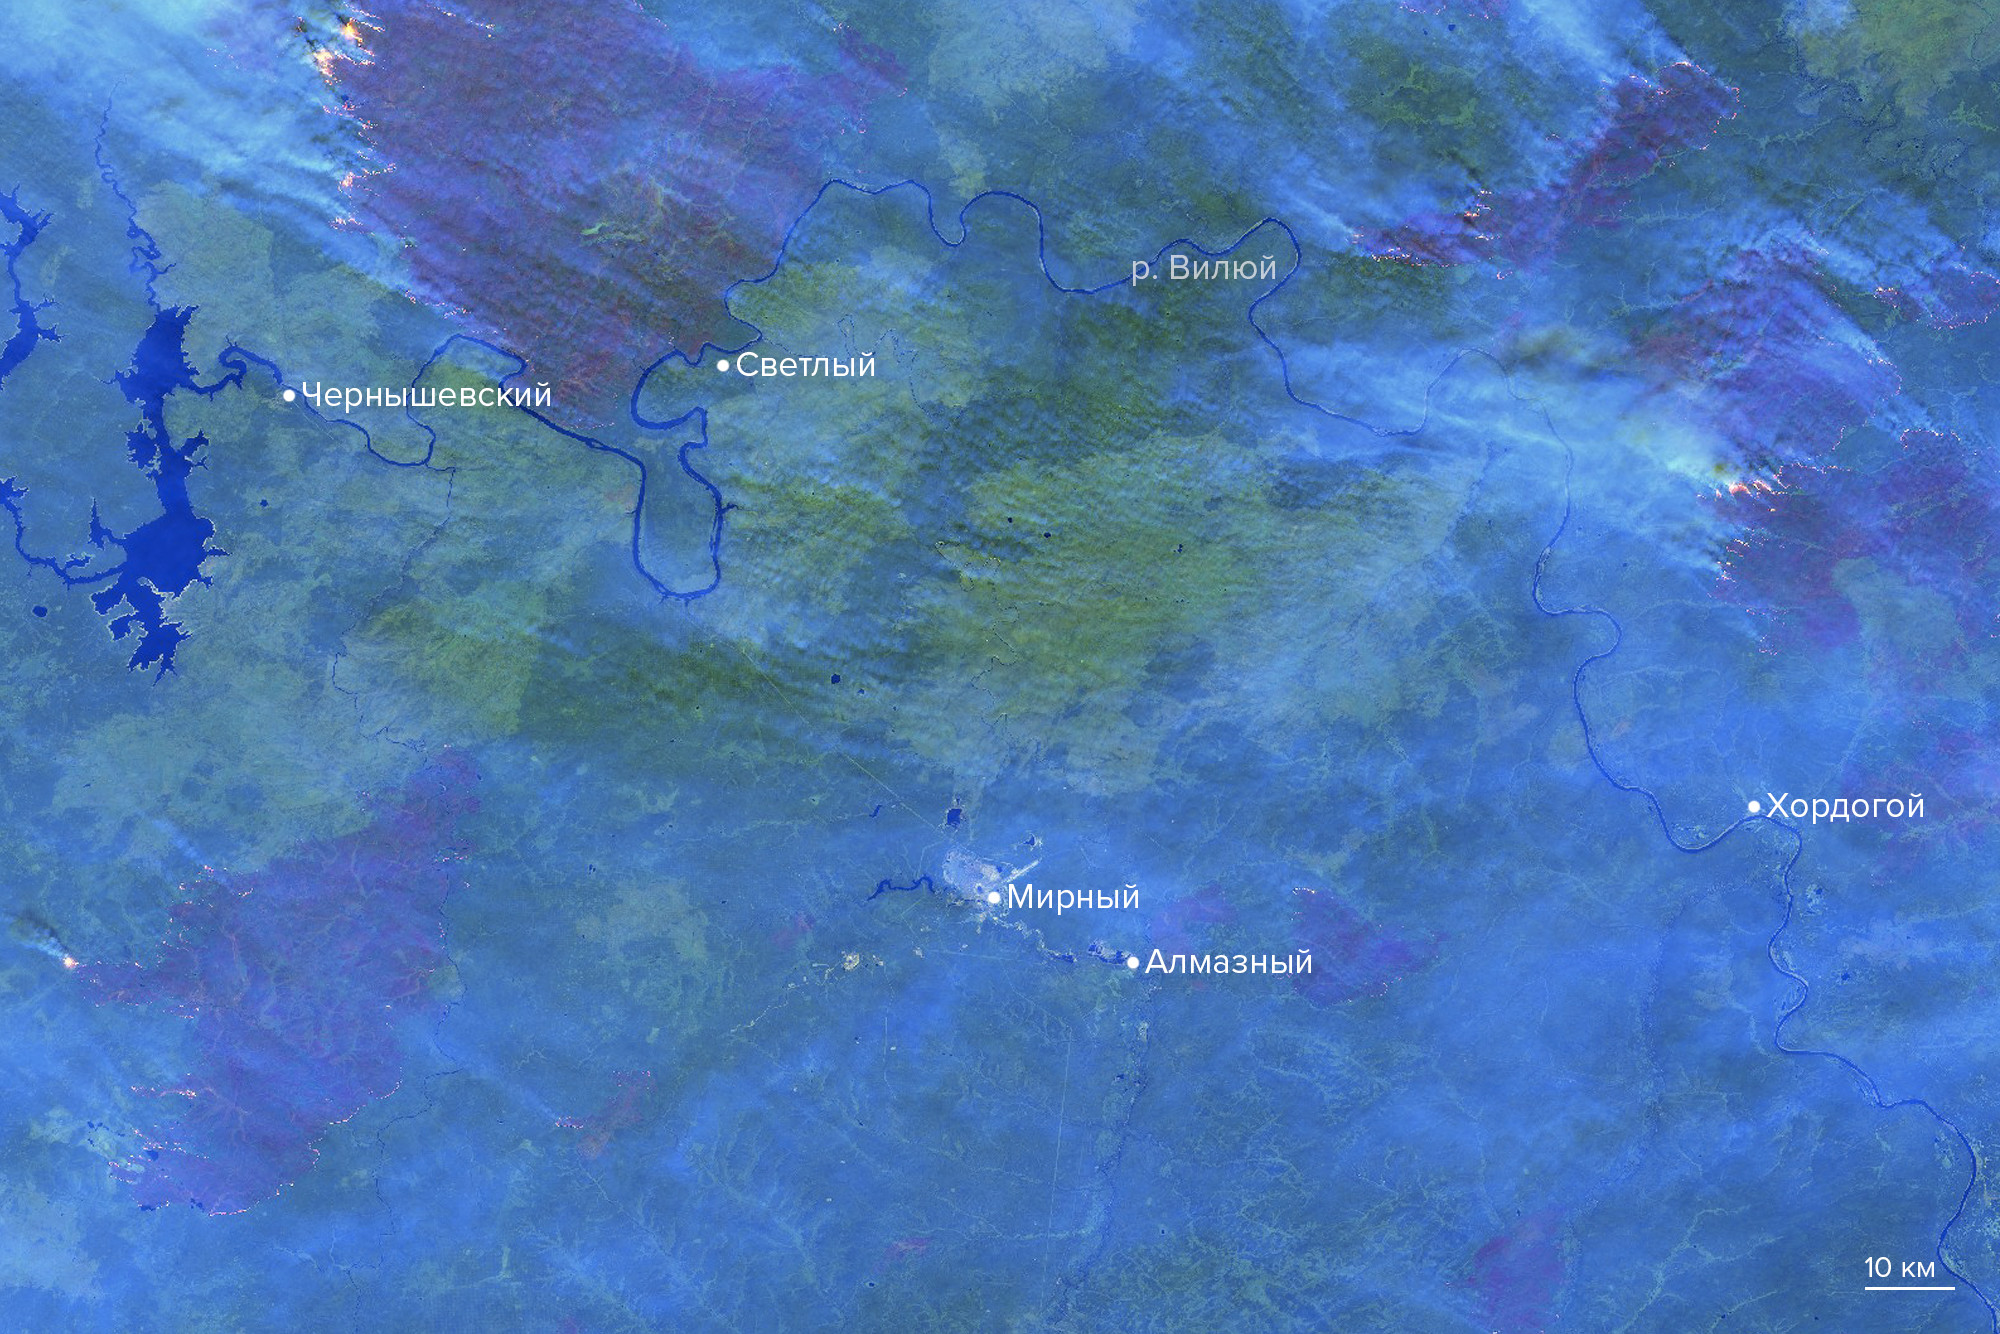 р. Вилюй
Светлый
Чернышевский
Хордогой
Мирный
Алмазный
10 км